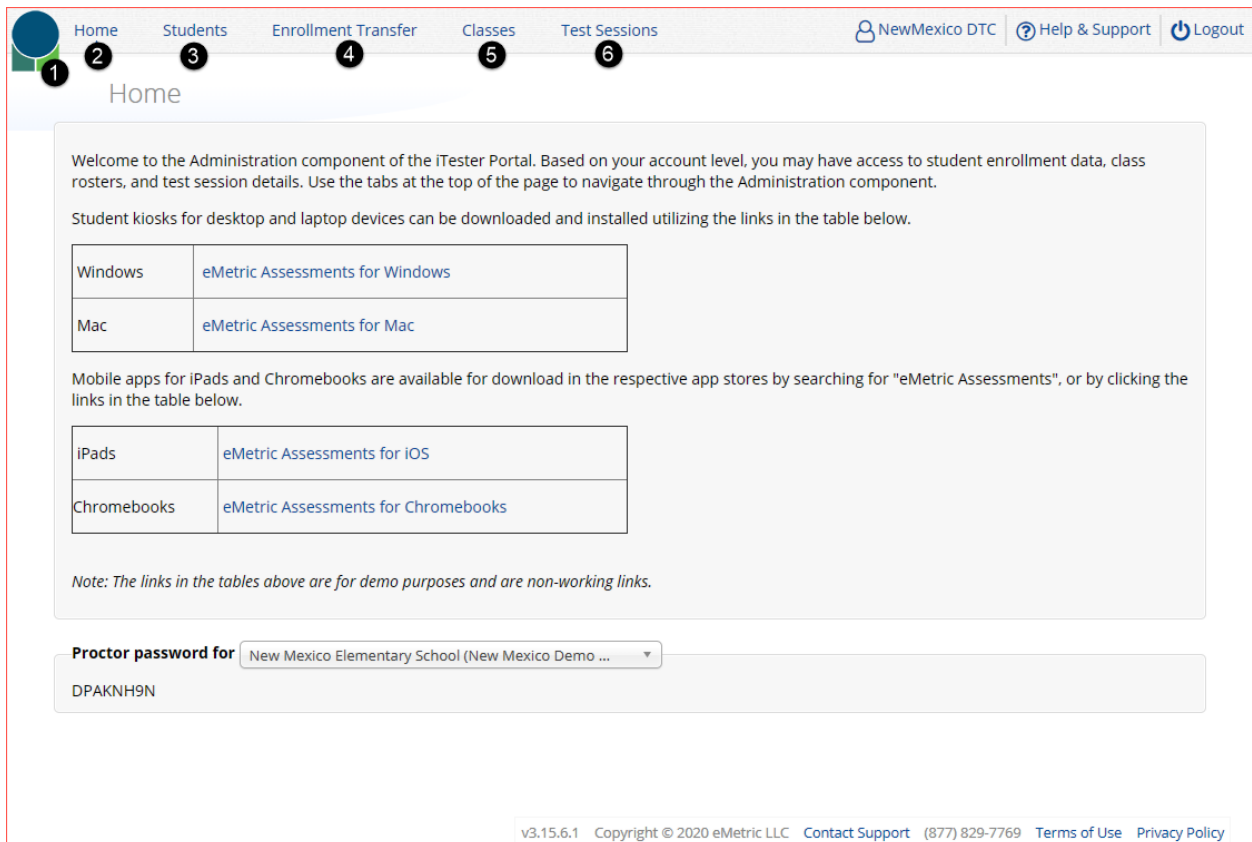 Home Students Enrollment Transfer Classes Test Sessions NewMexico DTC Help & Support Logout
1 2 3 4 5 6
Home
Welcome to the Administration component of the iTester Portal. Based on your account level, you may have access to student enrollment data, class
rosters, and test session details. Use the tabs at the top of the page to navigate through the Administration component.
Student kiosks for desktop and laptop devices can be downloaded and installed utilizing the links in the table below.
Windows eMetric Assessments for Windows
Mac eMetric Assessments for Mac
Mobile apps for iPads and Chromebooks are available for download in the respective app stores by searching for "eMetric Assessments", or by clicking the
links in the table below.
iPads eMetric Assessments for iOS
Chromebooks eMetric Assessments for Chromebooks
Note: The links in the tables above are for demo purposes and are non-working links.
Proctor password for New Mexico Elementary School (New Mexico Demo ...
DPAKNH9N
v3.15.6.1 Copyright © 2020 eMetric LLC Contact Support (877) 829-7769 Terms of Use Privacy Policy